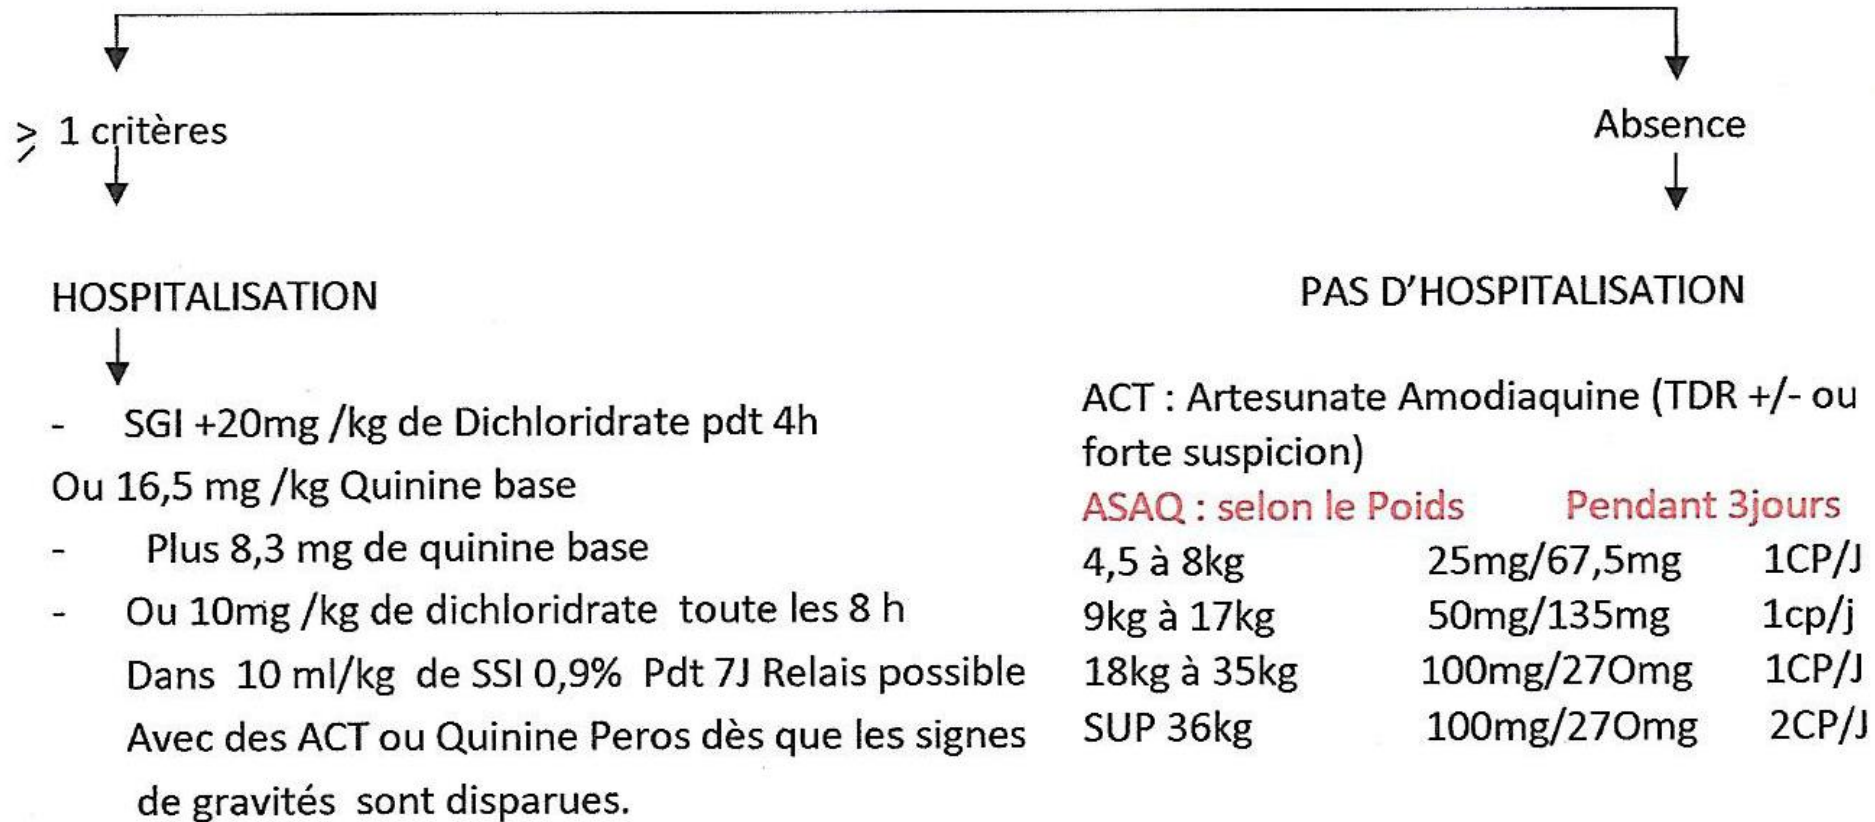 ⩾ 1 critères
HOSPITALISATION
- SGI +20mg /kg de Dichloridrate pdt 4h
Ou 16,5 mg /kg Quinine base
- Plus 8,3 mg de quinine base
- Ou 10mg /kg de dichloridrate toute les 8 h
Dans 10 ml/kg de SSI 0,9% Pdt 7J Relais possible
Avec des ACT ou Quinine Peros dès que les signes
de gravités sont disparues.
Absence
PAS D’HOSPITALISATION
ACT : Artesunate Amodiaquine (TDR +/- ou
forte suspicion)
ASAQ : selon le Poids Pendant 3jours
4,5 à 8kg 25mg/67,5mg 1CP/J
9kg à 17kg 50mg/135mg 1cp/j
18kg à 35kg 100mg/27Omg 1CP/J
SUP 36kg 100mg/27Omg 2CP/J